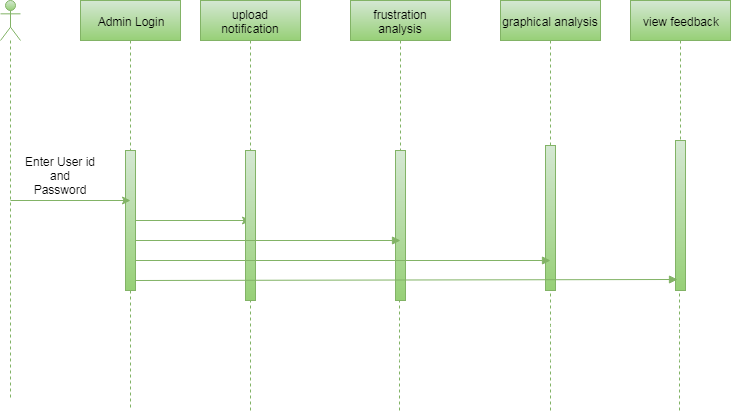 Admin Login
upload
notification
frustration
analysis
graphical analysis
view feedback
Enter User id
and
Password